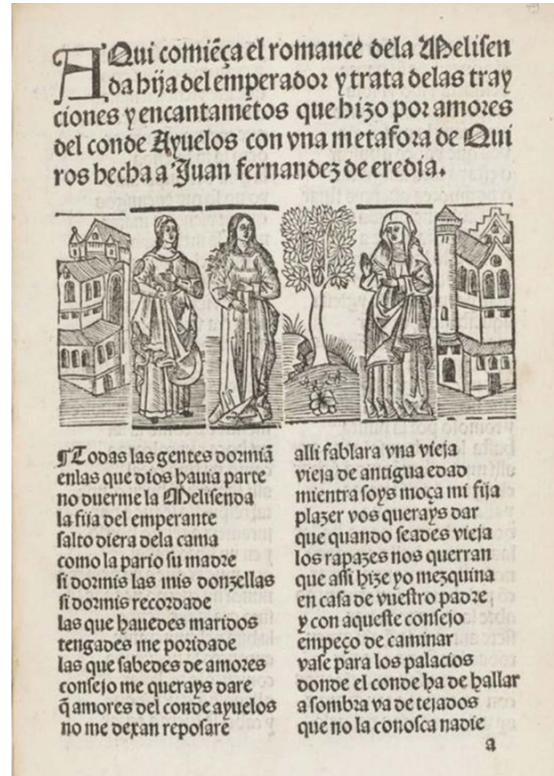 AQui comiẽça el romance dela Melisen
da hija del emperador y trata delas tray
ciones y encantamẽtos que hizo por amores
del conde Ayuelos con vna metafora de Qui
ros hecha a Juan fernandez de eredia.
¶Todas las gentes dormiã
enlas que dios hauia parte
no duerme la Melisenda
la fija del emperante
salto diera dela cama
como la pario su madre
si dormis las mis donzellas
si dormis recordade
las que hauedes maridos
tengades me poridade
las que sabedes de amores
consejo me querays dare
q̃ amores del conde ayuelos
no me dexan reposare
alli fablara vna vieja
vieja de antigua edad
mientra soys moça mi fija
plazer vos querays dar
que quando seades vieja
los rapazes nos querran
que assi hize yo mezquina
en casa de vuestro padre
y con aqueste consejo
empeço de caminar
vase para los palacios
donde el conde ha de hallar
a sombra va de tejados
que no la conosca nadie
a